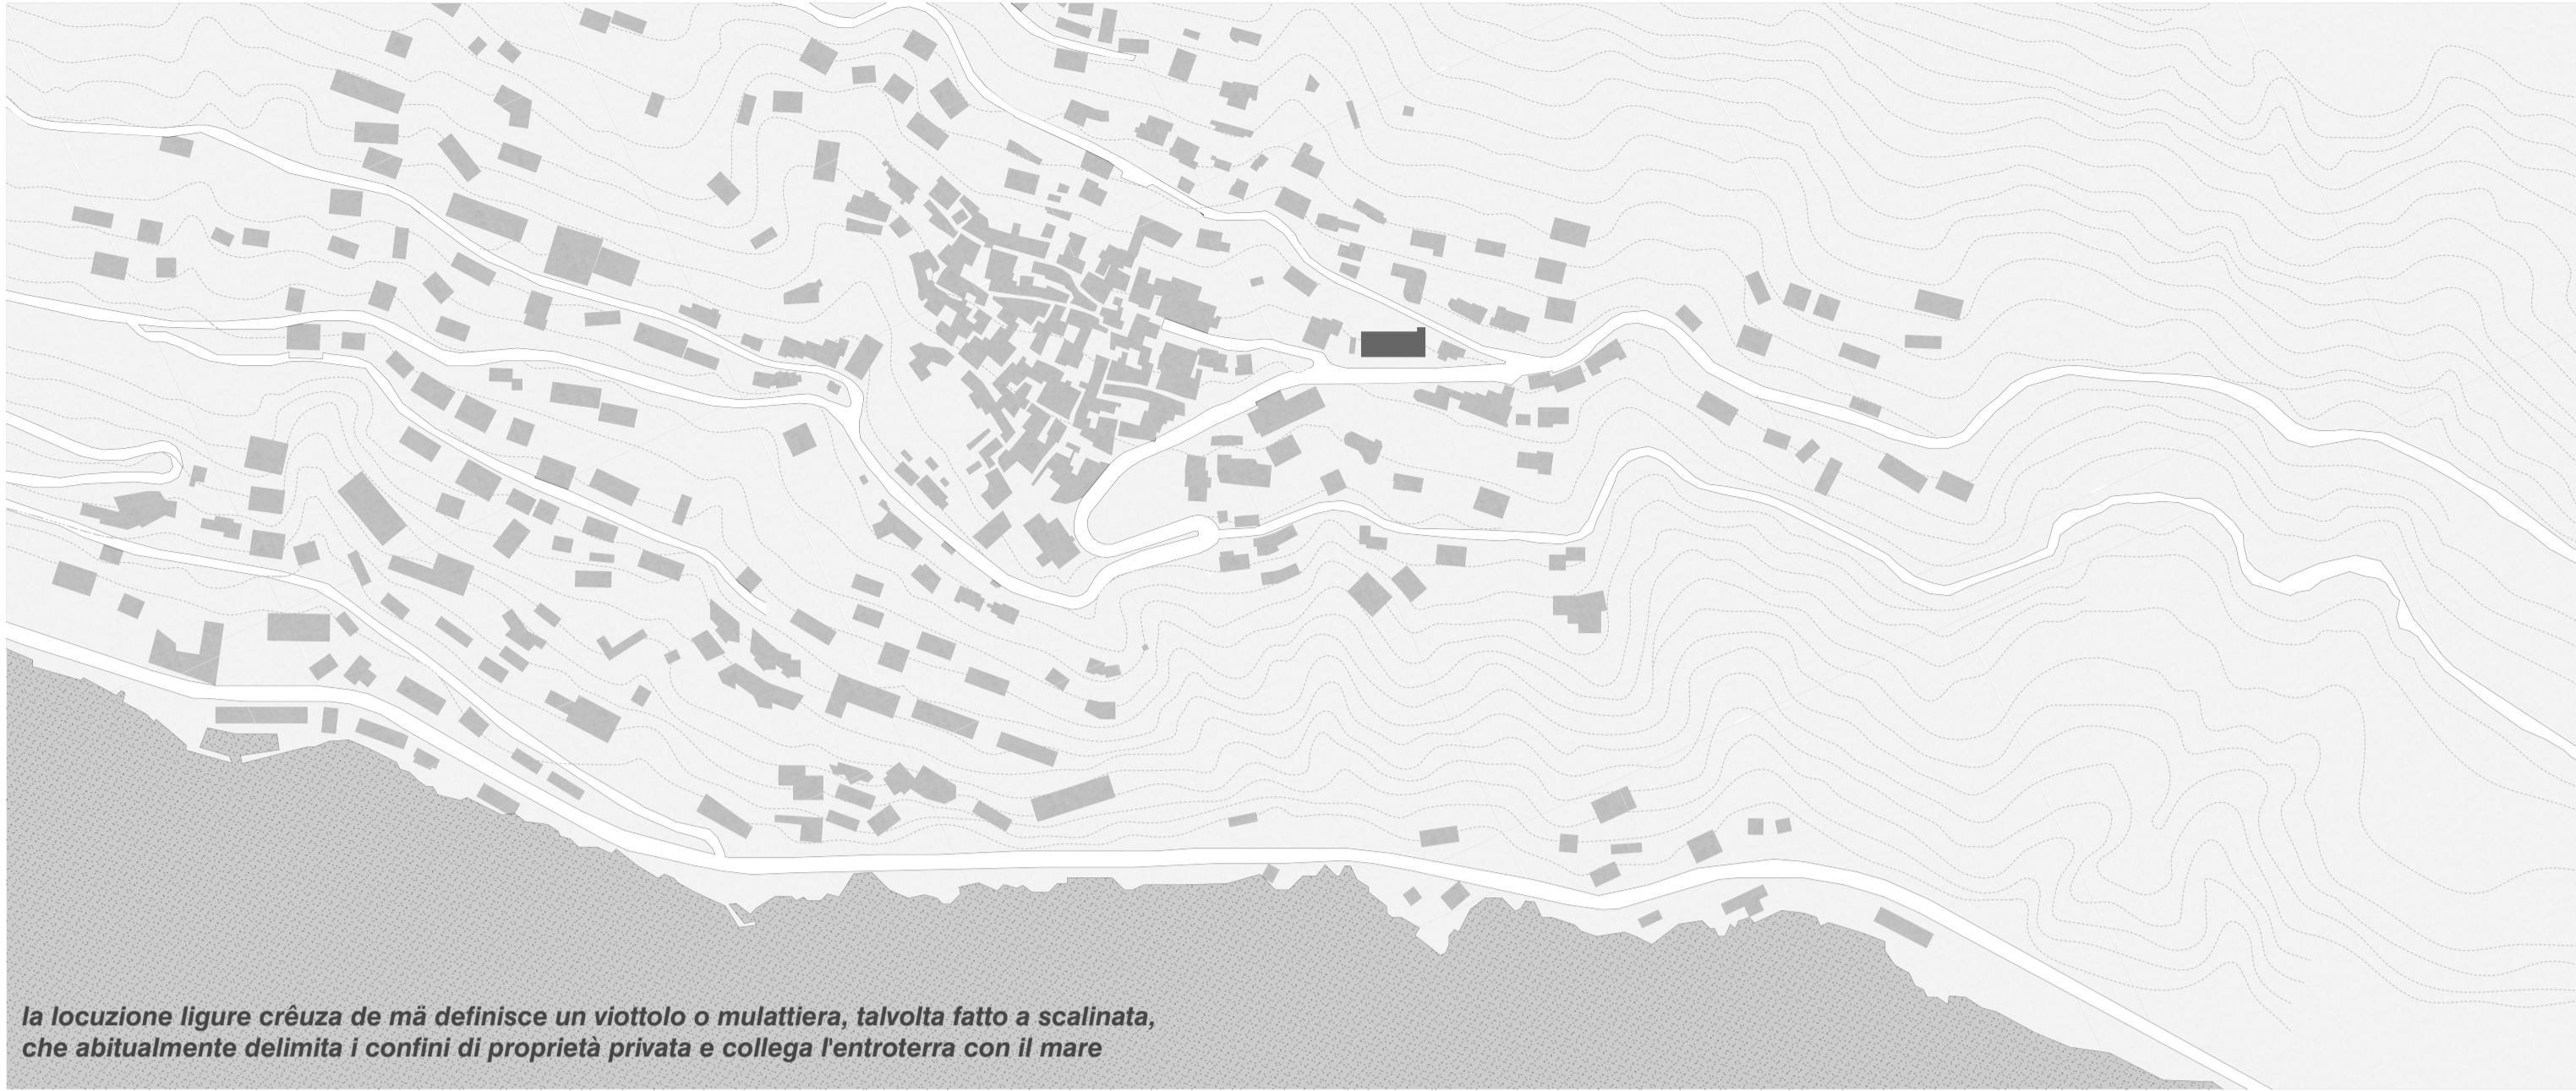 la locuzione ligure crêuza de mä definisce un viottolo o mulattiera, talvolta fatto a scalinata,
che abitualmente delimita i confini di proprietà privata e collega l'entroterra con il mare